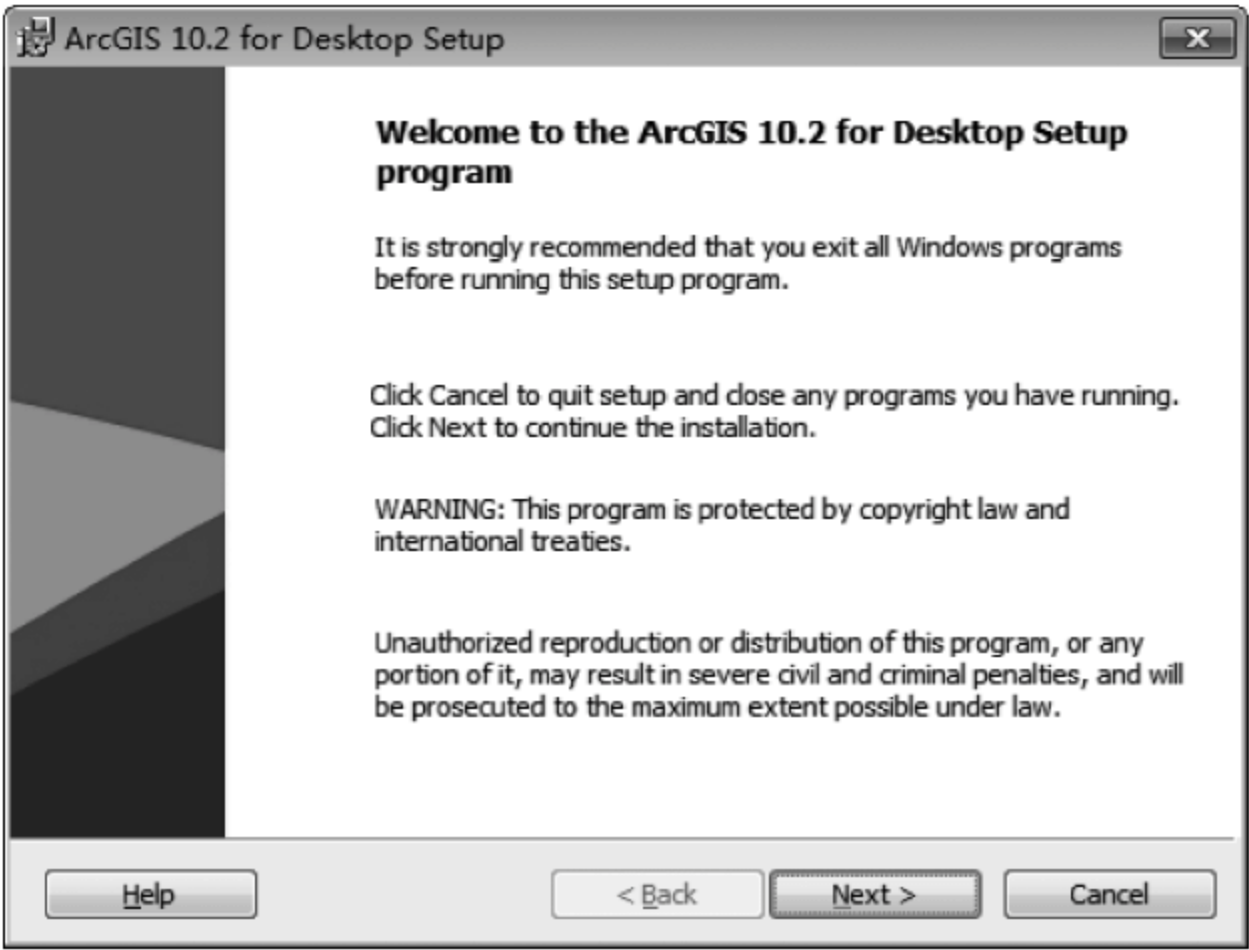 ArcGIS 10.2 for Desktop Setup
Welcome to the ArcGIS 10.2 for Desktop Setup
program
It is strongly recommended that you exit all Windows programs
before running this setup program.
Click Cancel to quit setup and close any programs you have running.
Click Next to continue the installation.
WARNING: This program is protected by copyright law and
international treaties.
Unauthorized reproduction or distribution of this program, or any
portion of it, may result in severe civil and criminal penalties, and will
be prosecuted to the maximum extent possible under law.
Help < Back Next > Cancel